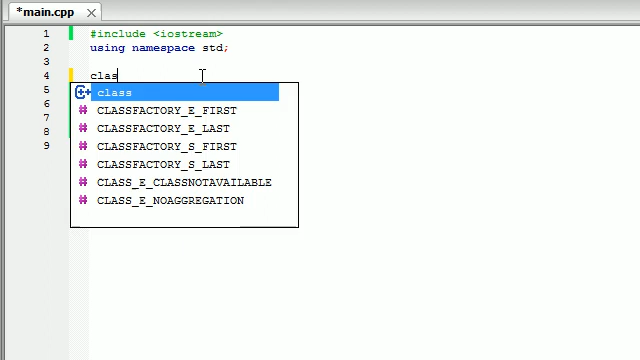 *main.cpp
1 #include <iostream>
2 using namespace std;
3
4 clas
5 class
6 CLASSFACTORY_E_FIRST
7 CLASSFACTORY_E_LAST
8 CLASSFACTORY_S_FIRST
9 CLASSFACTORY_S_LAST
CLASS_E_CLASSNOTAVAILABLE
CLASS_E_NOAGGREGATION